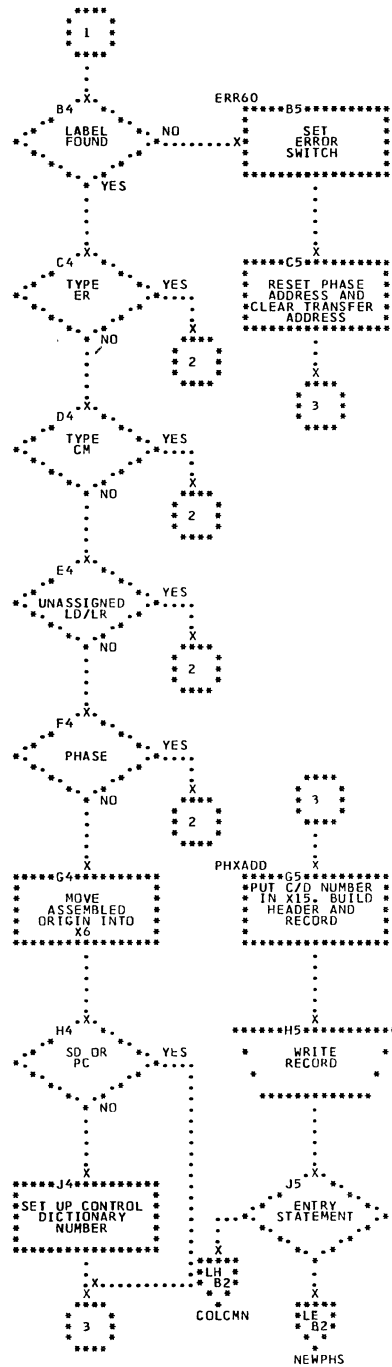 1
B4
LABEL
FOUND
NO
YES
ERR60
B5
SET
ERROR
SWITCH
C4
TYPE
ER
YES
NO
2
C5
RESET PHASE
ADDRESS AND
CLEAR TRANSFER
ADDRESS
3
D4
TYPE
CM
YES
NO
2
E4
UNASSIGNED
LD/LR
YES
NO
2
F4
PHASE
YES
NO
2
3
G4
MOVE
ASSEMBLED
ORIGIN INTO
X6
PHXADD
G5
PUT C/D NUMBER
IN X15. BUILD
HEADER AND
RECORD
H4
SD OR
PC
YES
NO
H5
WRITE
RECORD
J4
SET UP CONTROL
DICTIONARY
NUMBER
J5
ENTRY
STATEMENT
3
LH
B2
COLCMN
LE
B2
NEWPHS